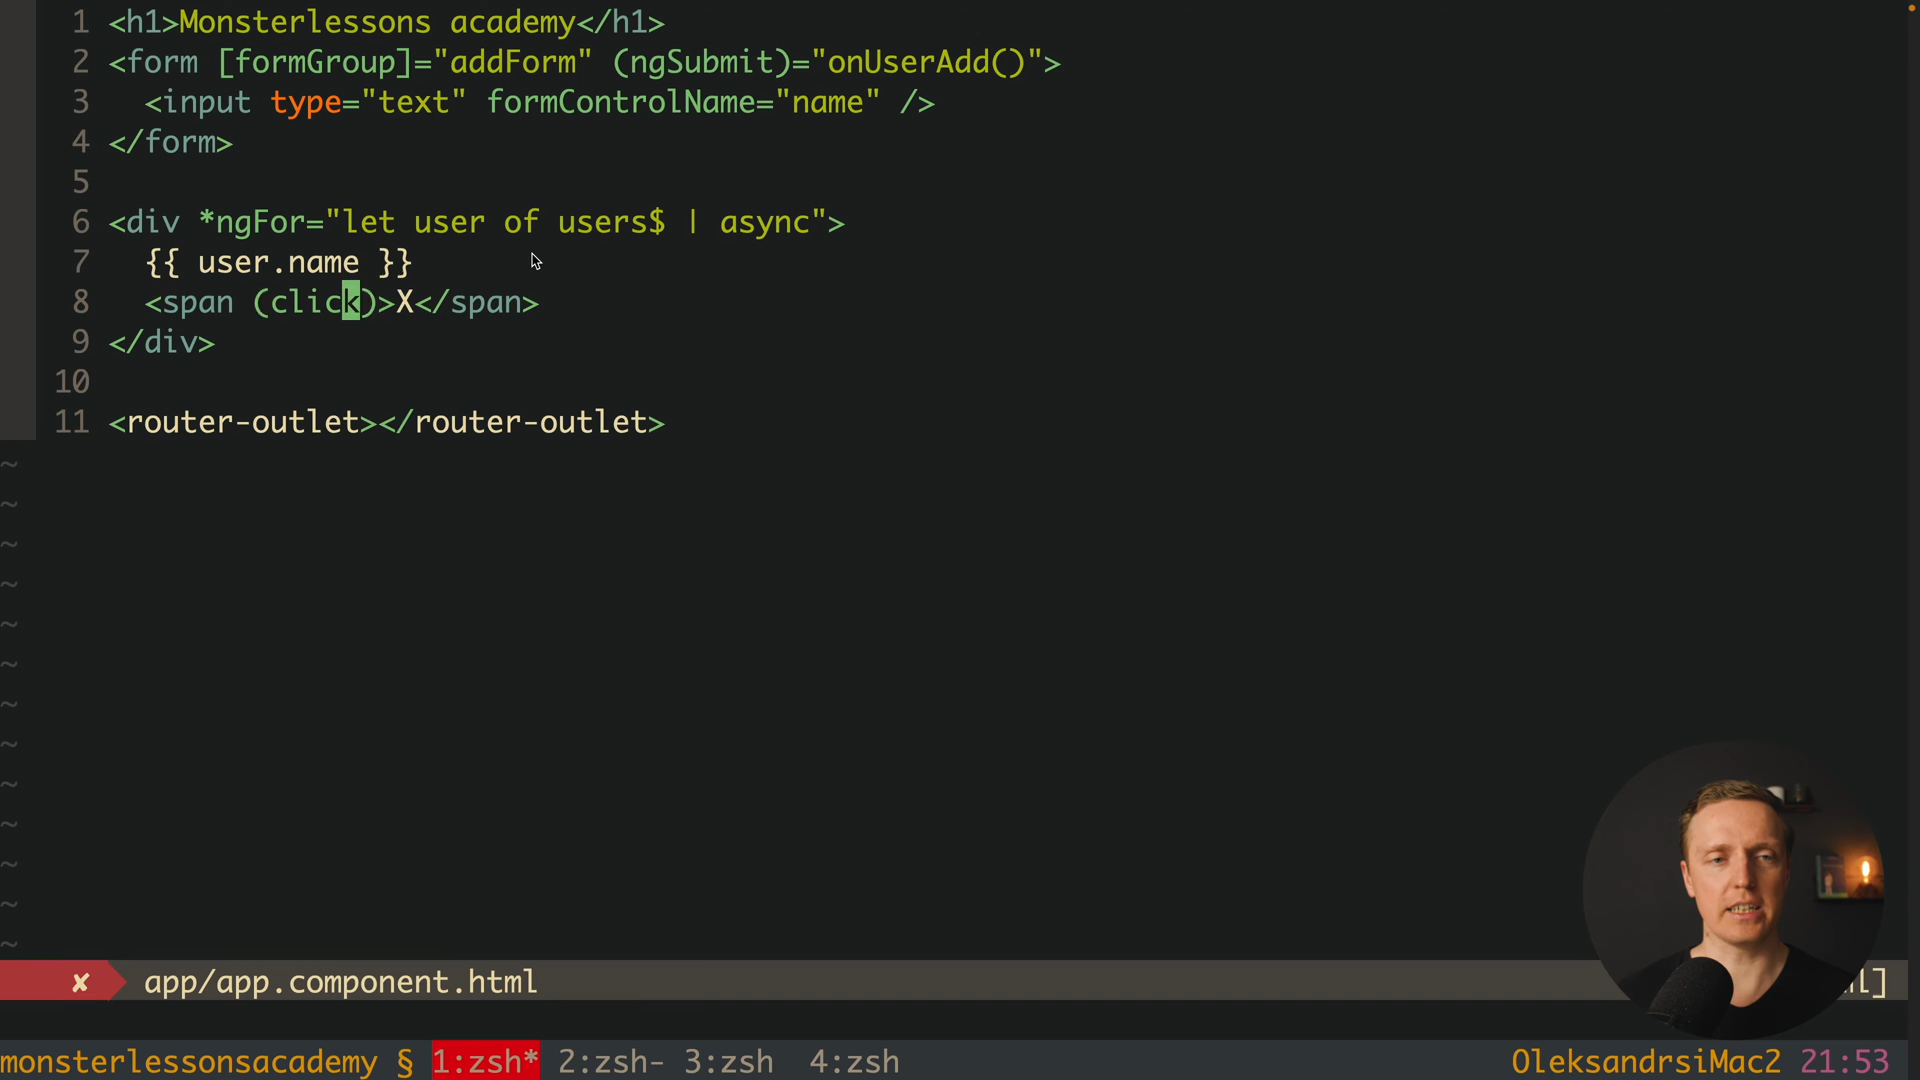 1 <h1>Monsterlessons academy</h1>
2 <form [formGroup]="addForm" (ngSubmit)="onUserAdd()">
3   <input type="text" formControlName="name" />
4 </form>
5
6 <div *ngFor="let user of users$ | async">
7   {{ user.name }}
8   <span (click)>X</span>
9 </div>
10
11 <router-outlet></router-outlet>
~
~
~
~
~
~
~
~
~
~
~
~
~
✘ app/app.component.html
monsterlessonsacademy § 1:zsh* 2:zsh- 3:zsh 4:zsh OleksandrsiMac2 21:53